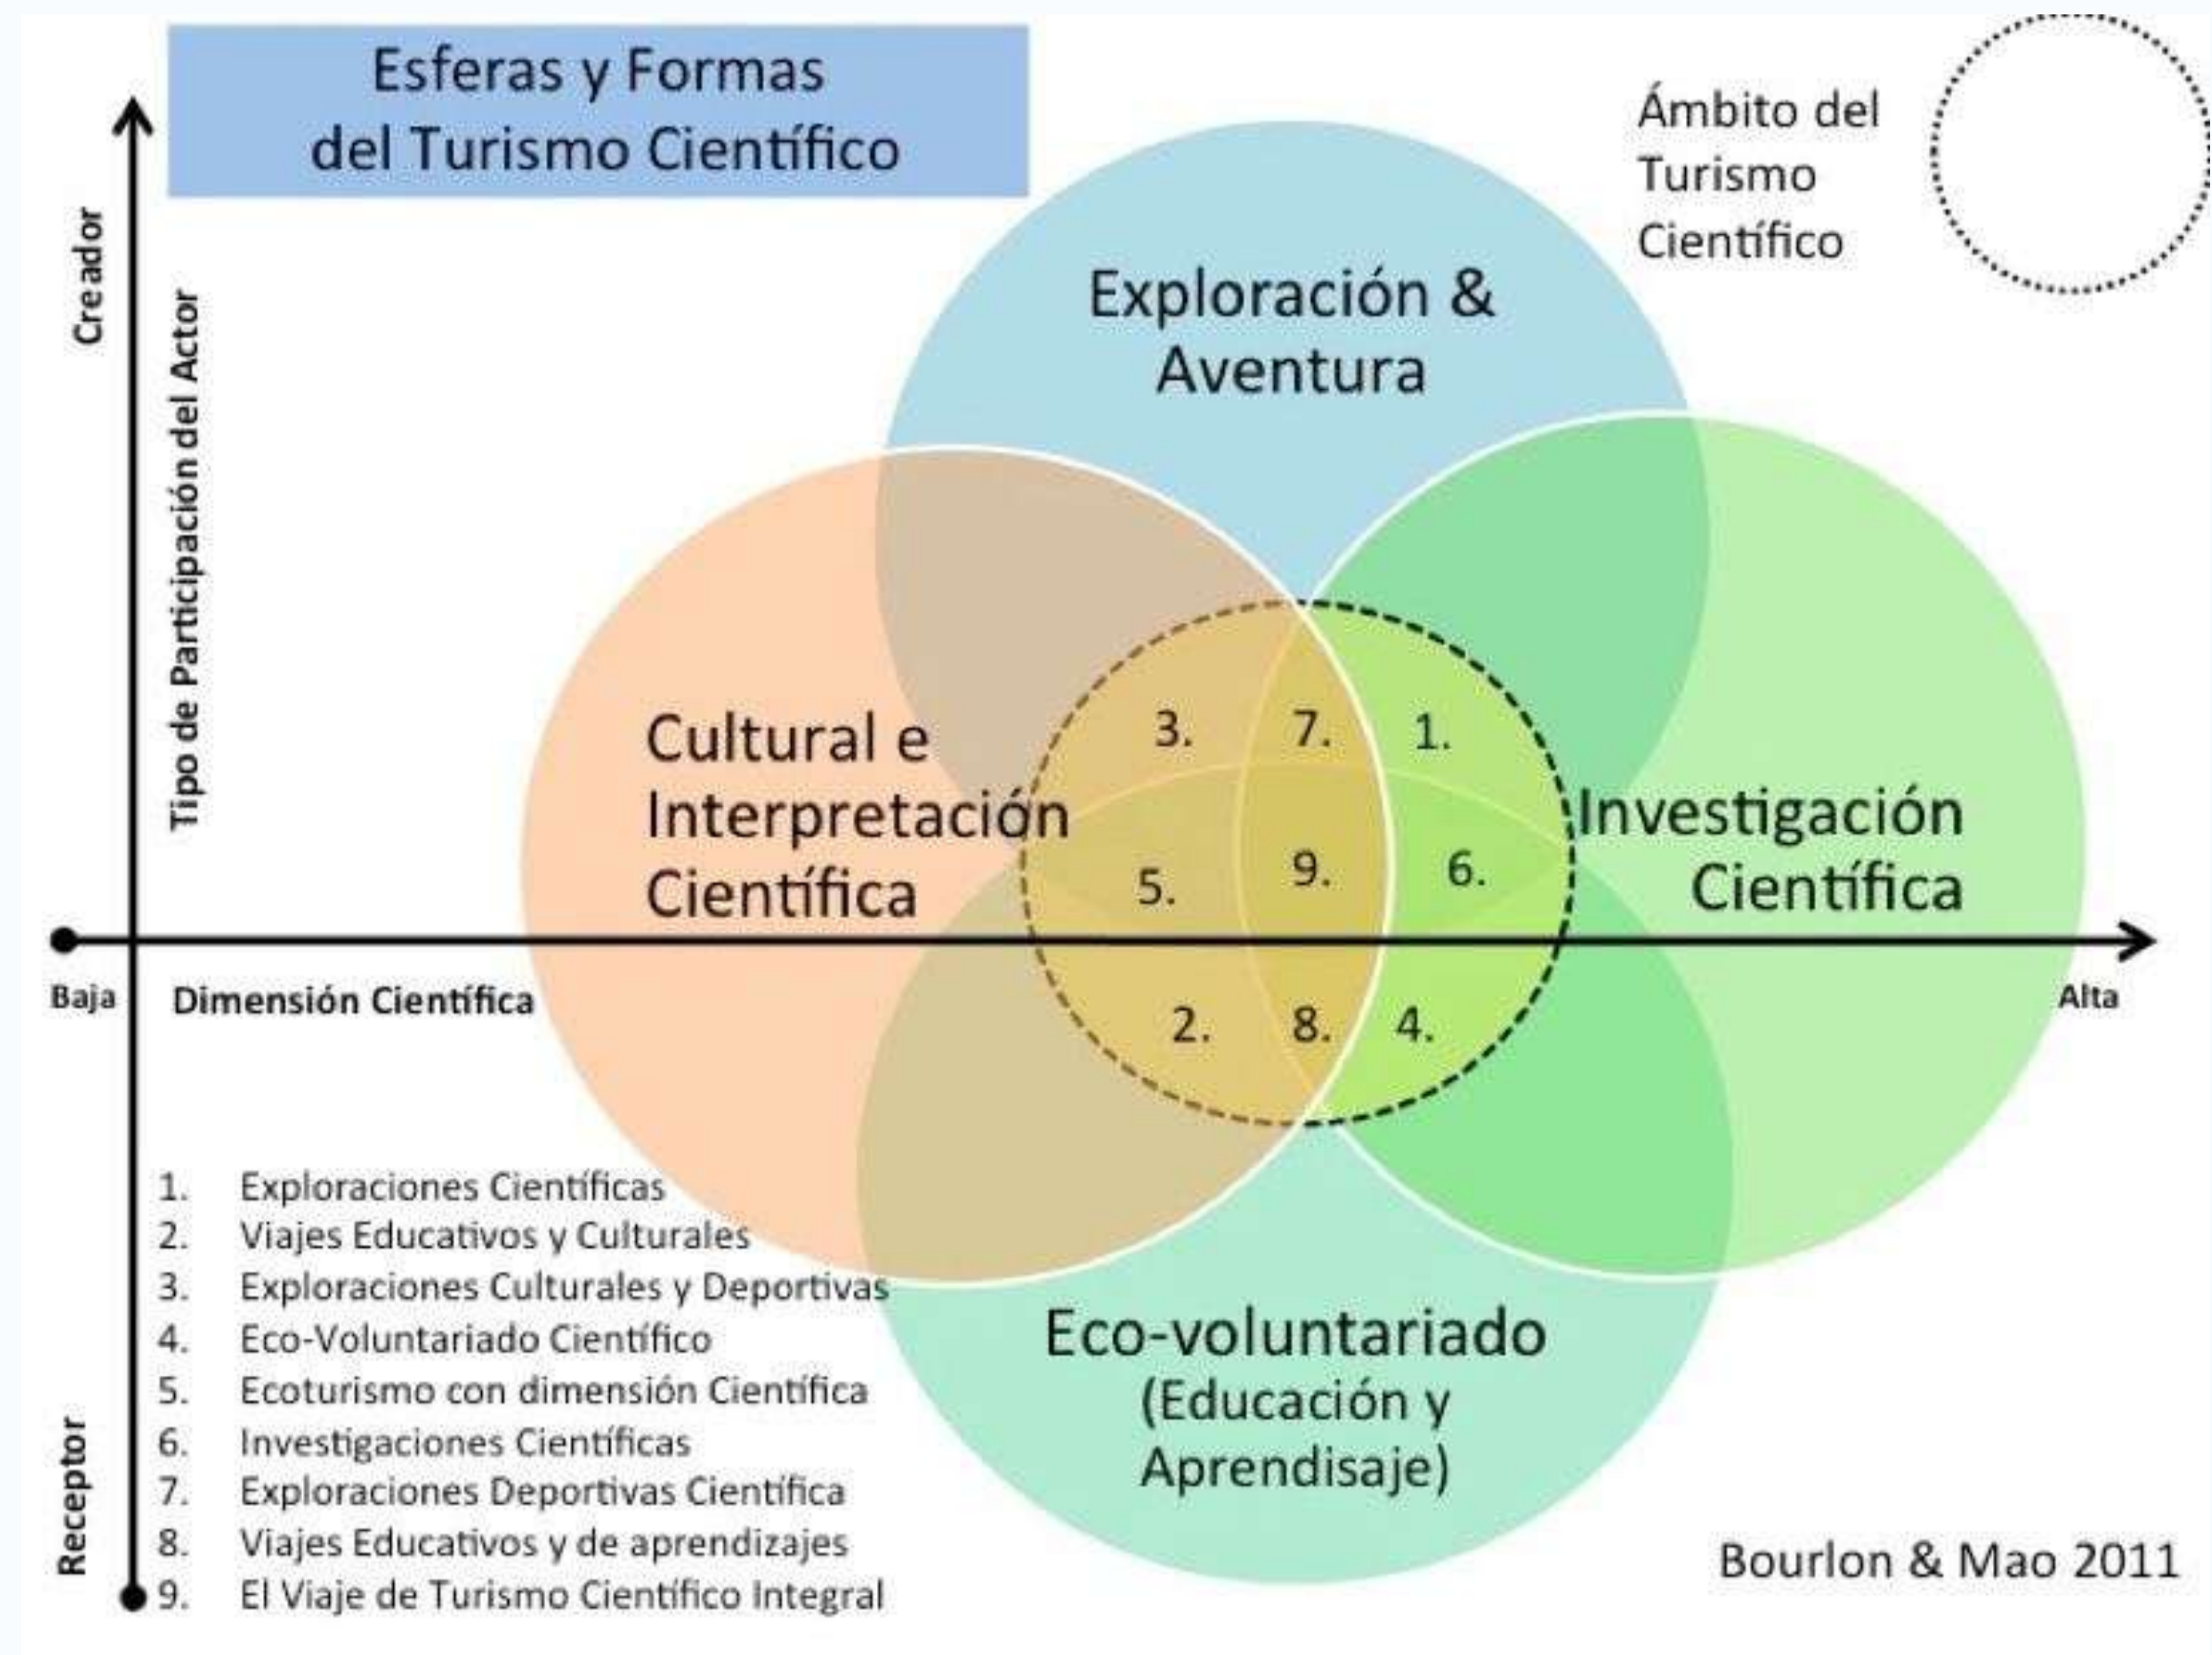 Esferas y Formas
del Turismo Científico
Ámbito del
Turismo
Científico
Creador
Tipo de Participación del Actor
Exploración &
Aventura
Cultural e
Interpretación
Científica
Investigación
Científica
3.
7.
1.
5.
9.
6.
2.
8.
4.
Baja
Dimensión Científica
Alta
Receptor
1. Exploraciones Científicas
2. Viajes Educativos y Culturales
3. Exploraciones Culturales y Deportivas
4. Eco-Voluntariado Científico
5. Ecoturismo con dimensión Científica
6. Investigaciones Científicas
7. Exploraciones Deportivas Científica
8. Viajes Educativos y de aprendizajes
9. El Viaje de Turismo Científico Integral
Eco-voluntariado
(Educación y
Aprendisaje)
Bourlon & Mao 2011